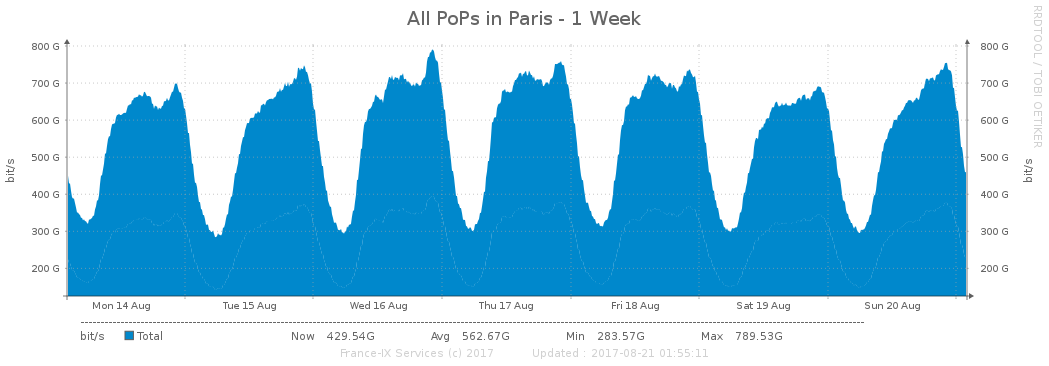 All PoPs in Paris - 1 Week
RRDTOOL / TOBI OETIKER
800 G 800 G
700 G 700 G
600 G 600 G
500 G 500 G
400 G 400 G
300 G 300 G
200 G 200 G
bit/s
bit/s
Mon 14 Aug Tue 15 Aug Wed 16 Aug Thu 17 Aug Fri 18 Aug Sat 19 Aug Sun 20 Aug
bit/s Total Now 429.54G Avg 562.67G Min 283.57G Max 789.53G
France-IX Services (c) 2017 Updated : 2017-08-21 01:55:11